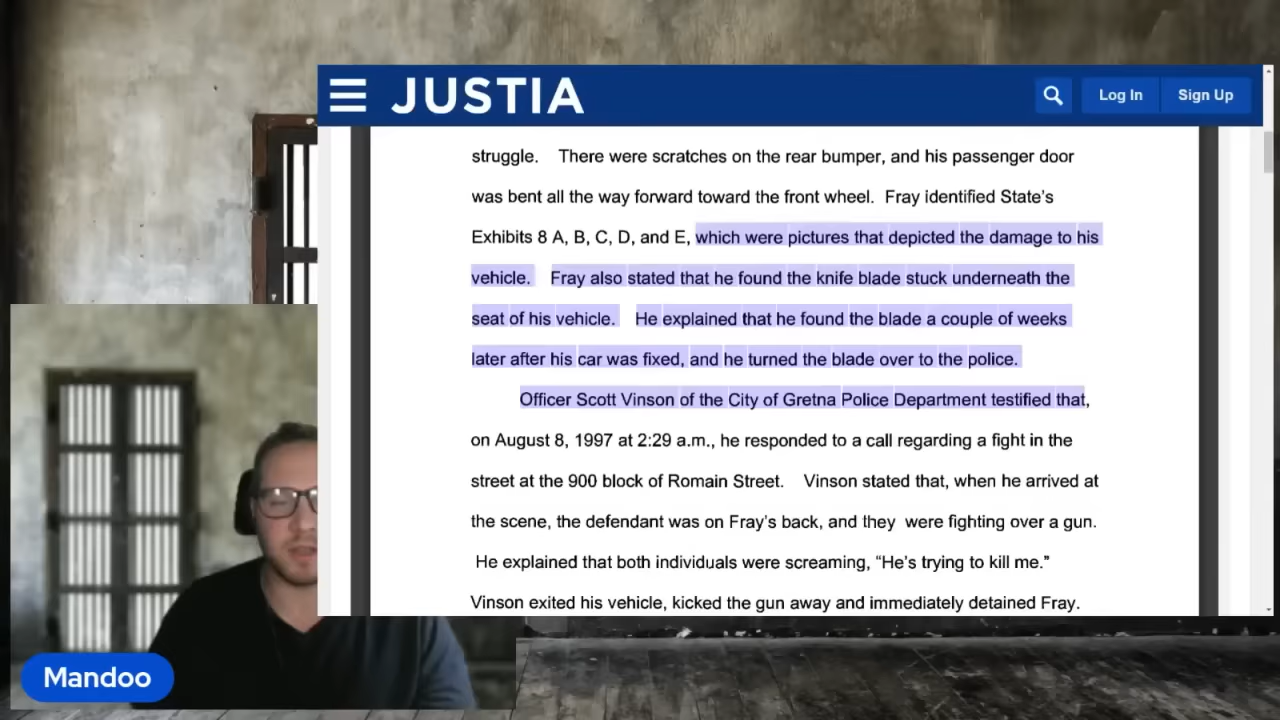 JUSTIA
Log In
Sign Up
struggle. There were scratches on the rear bumper, and his passenger door
was bent all the way forward toward the front wheel. Fray identified State's
Exhibits 8 A, B, C, D, and E, which were pictures that depicted the damage to his
vehicle. Fray also stated that he found the knife blade stuck underneath the
seat of his vehicle. He explained that he found the blade a couple of weeks
later after his car was fixed, and he turned the blade over to the police.
Officer Scott Vinson of the City of Gretna Police Department testified that,
on August 8, 1997 at 2:29 a.m., he responded to a call regarding a fight in the
street at the 900 block of Romain Street. Vinson stated that, when he arrived at
the scene, the defendant was on Fray's back, and they were fighting over a gun.
He explained that both individuals were screaming, “He's trying to kill me.”
Vinson exited his vehicle, kicked the gun away and immediately detained Fray.
Mandoo